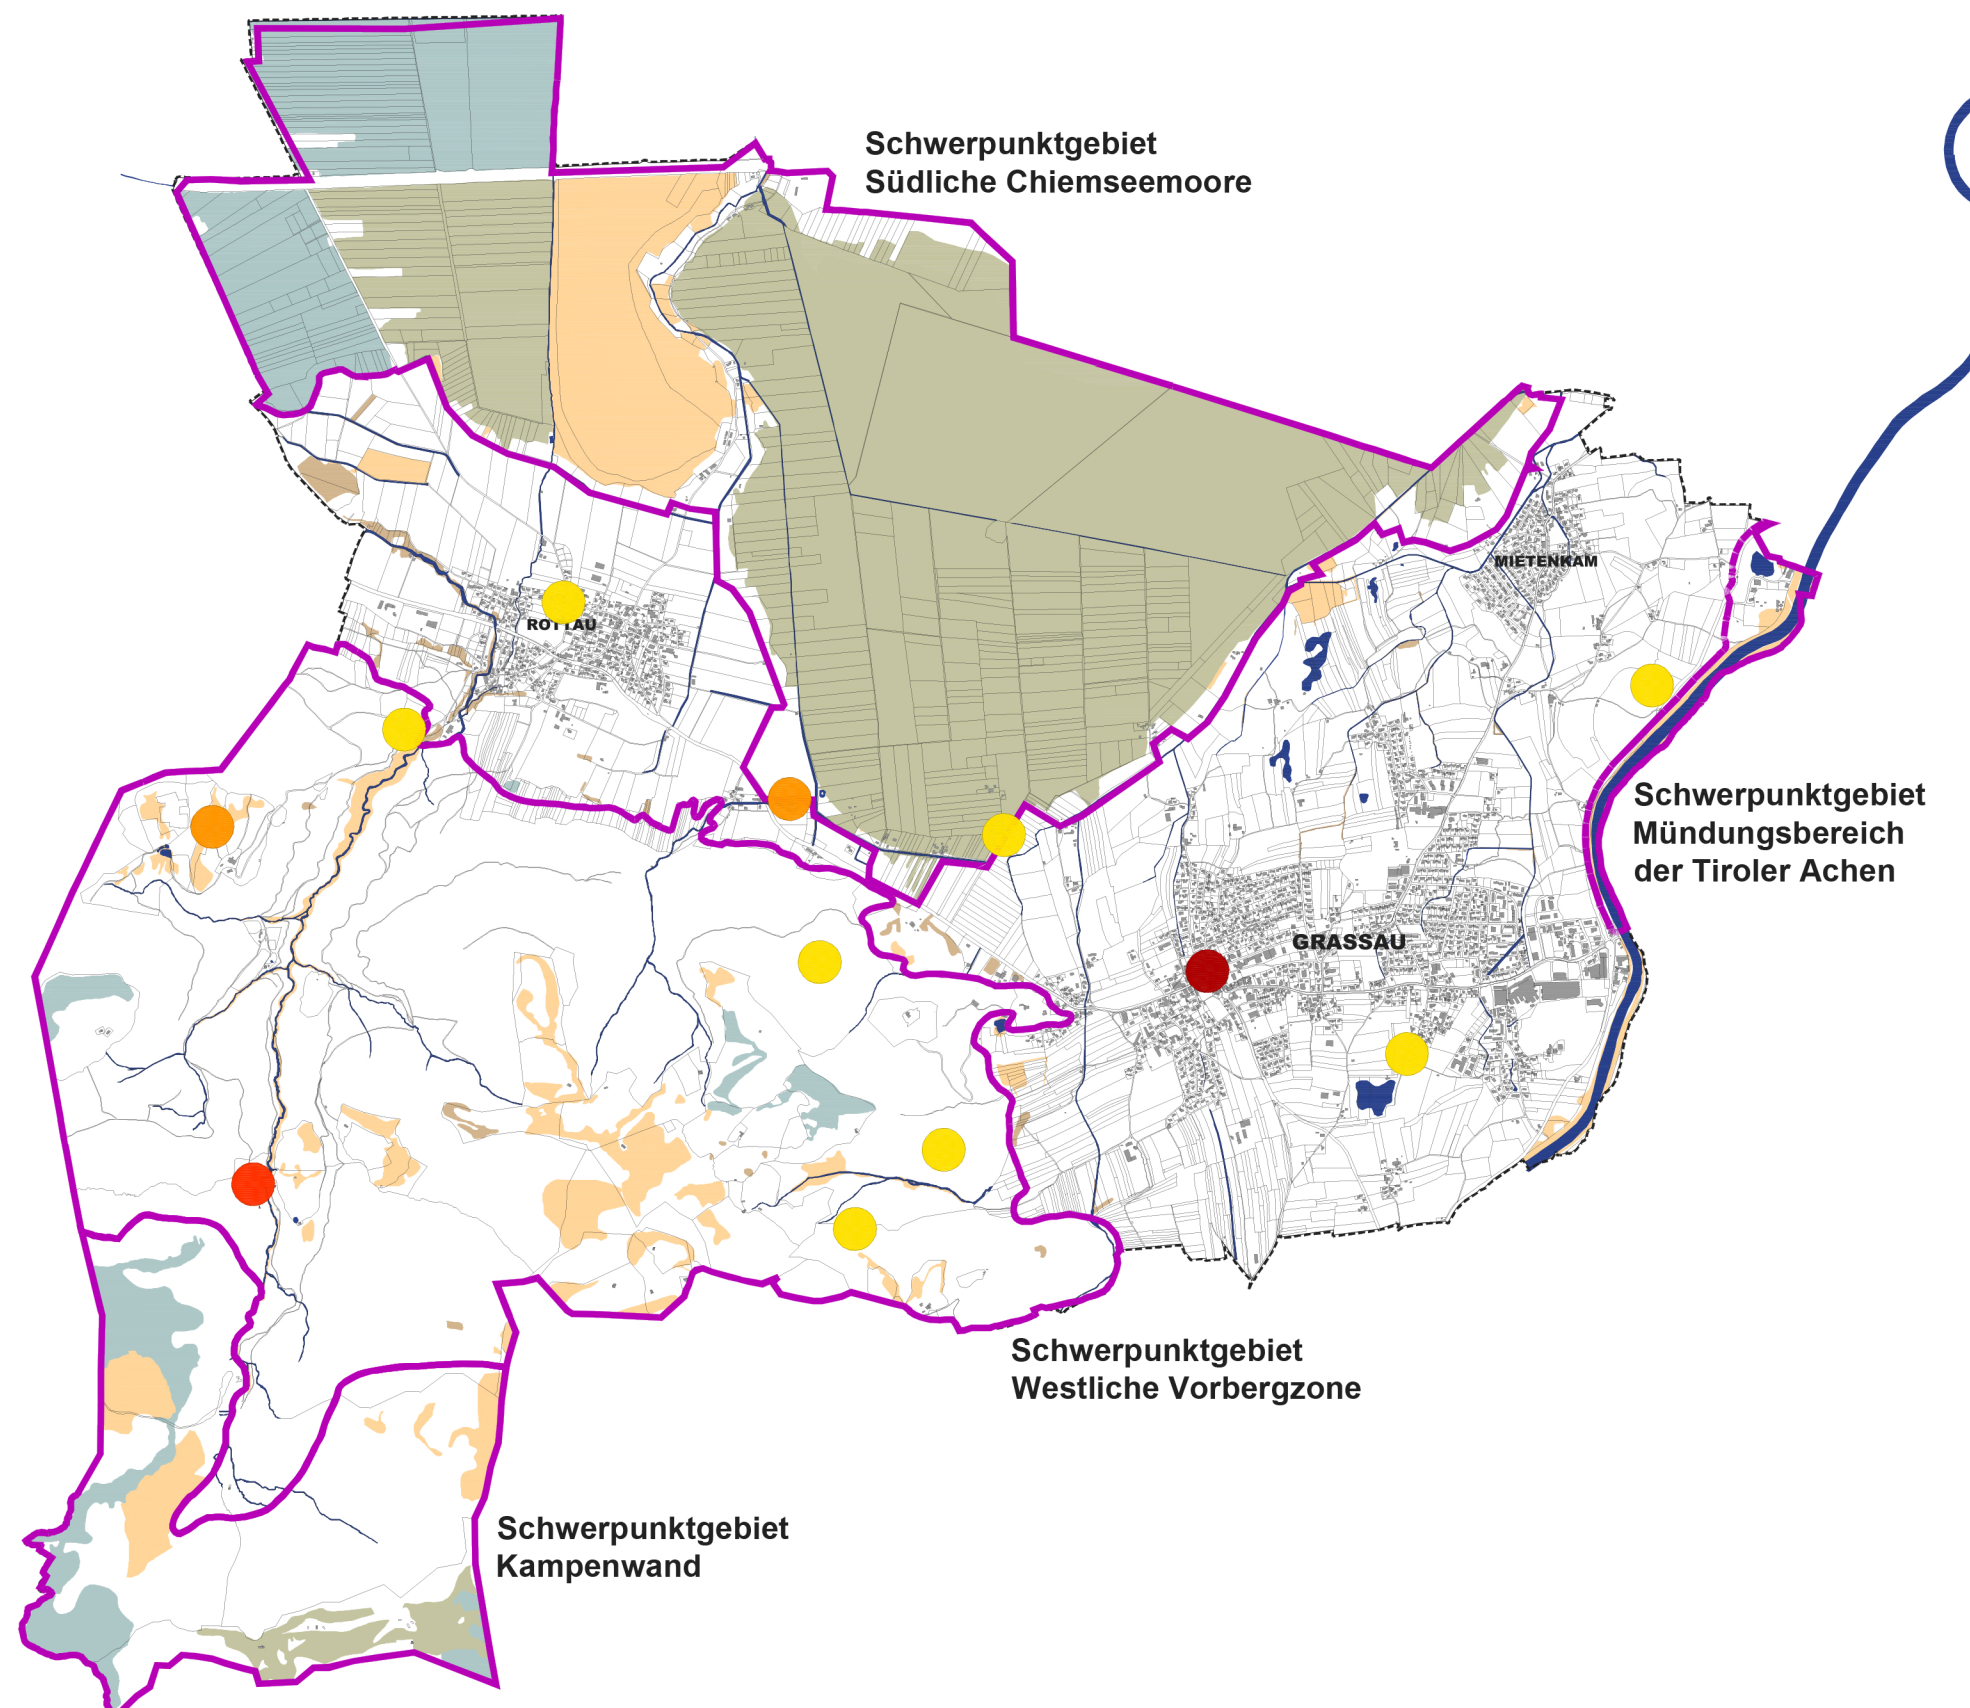 Schwerpunktgebiet
Südliche Chiemseemoore
MIETENKAM
ROTTAU
Schwerpunktgebiet
Mündungsbereich
der Tiroler Achen
GRASSAU
Schwerpunktgebiet
Westliche Vorbergzone
Schwerpunktgebiet
Kampenwand